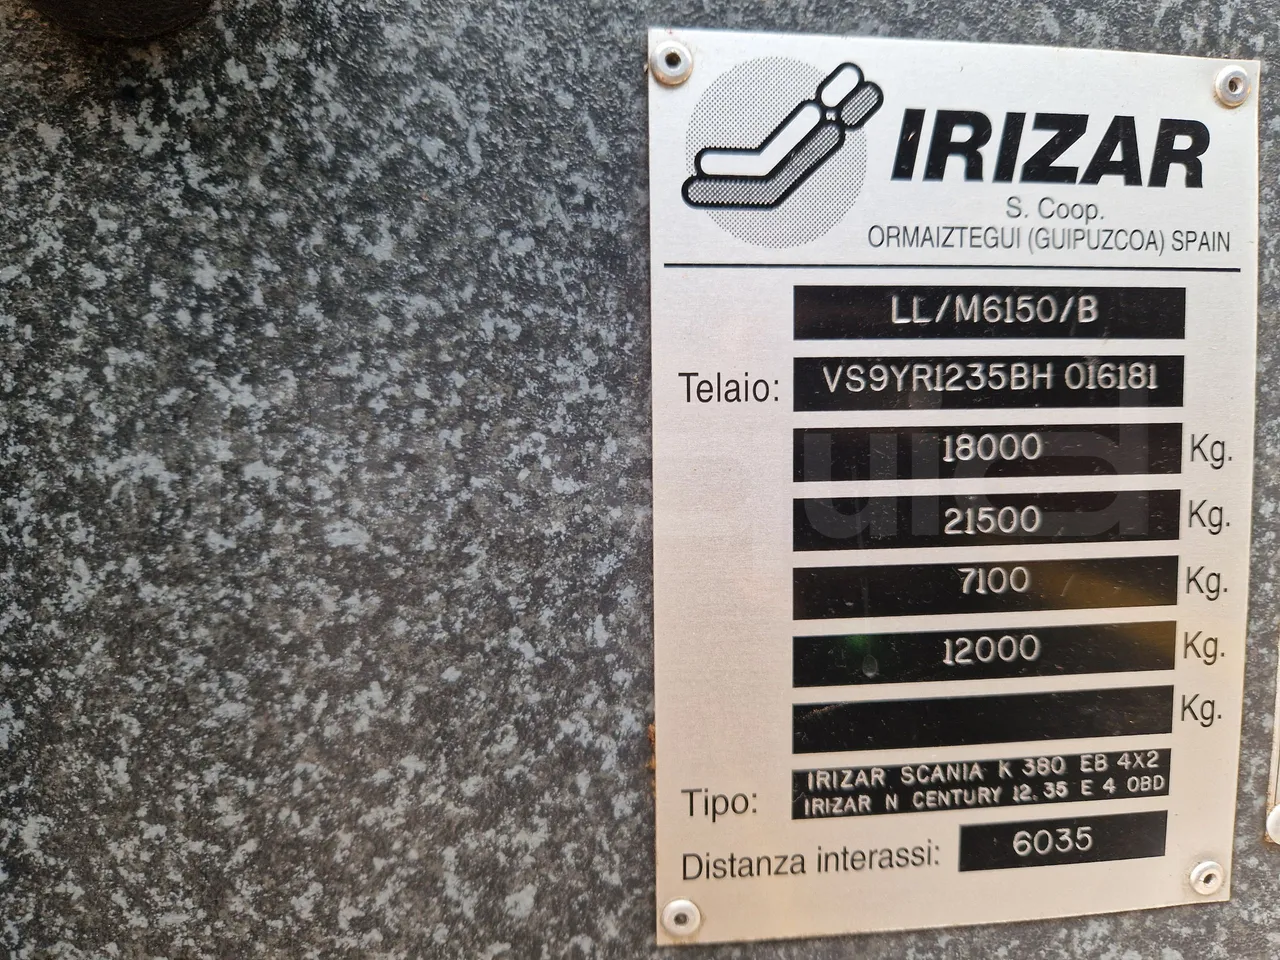 IRIZAR
S. Coop.
ORMAIZTEGUI (GUIPUZCOA) SPAIN
LL/M6150/B
Telaio: VS9YR1235BH 016181
18000 Kg.
21500 Kg.
7100 Kg.
12000 Kg.
Kg.
Tipo: IRIZAR SCANIA K 380 EB 4X2
IRIZAR N CENTURY 12.35 E 4 OBD
Distanza interassi: 6035